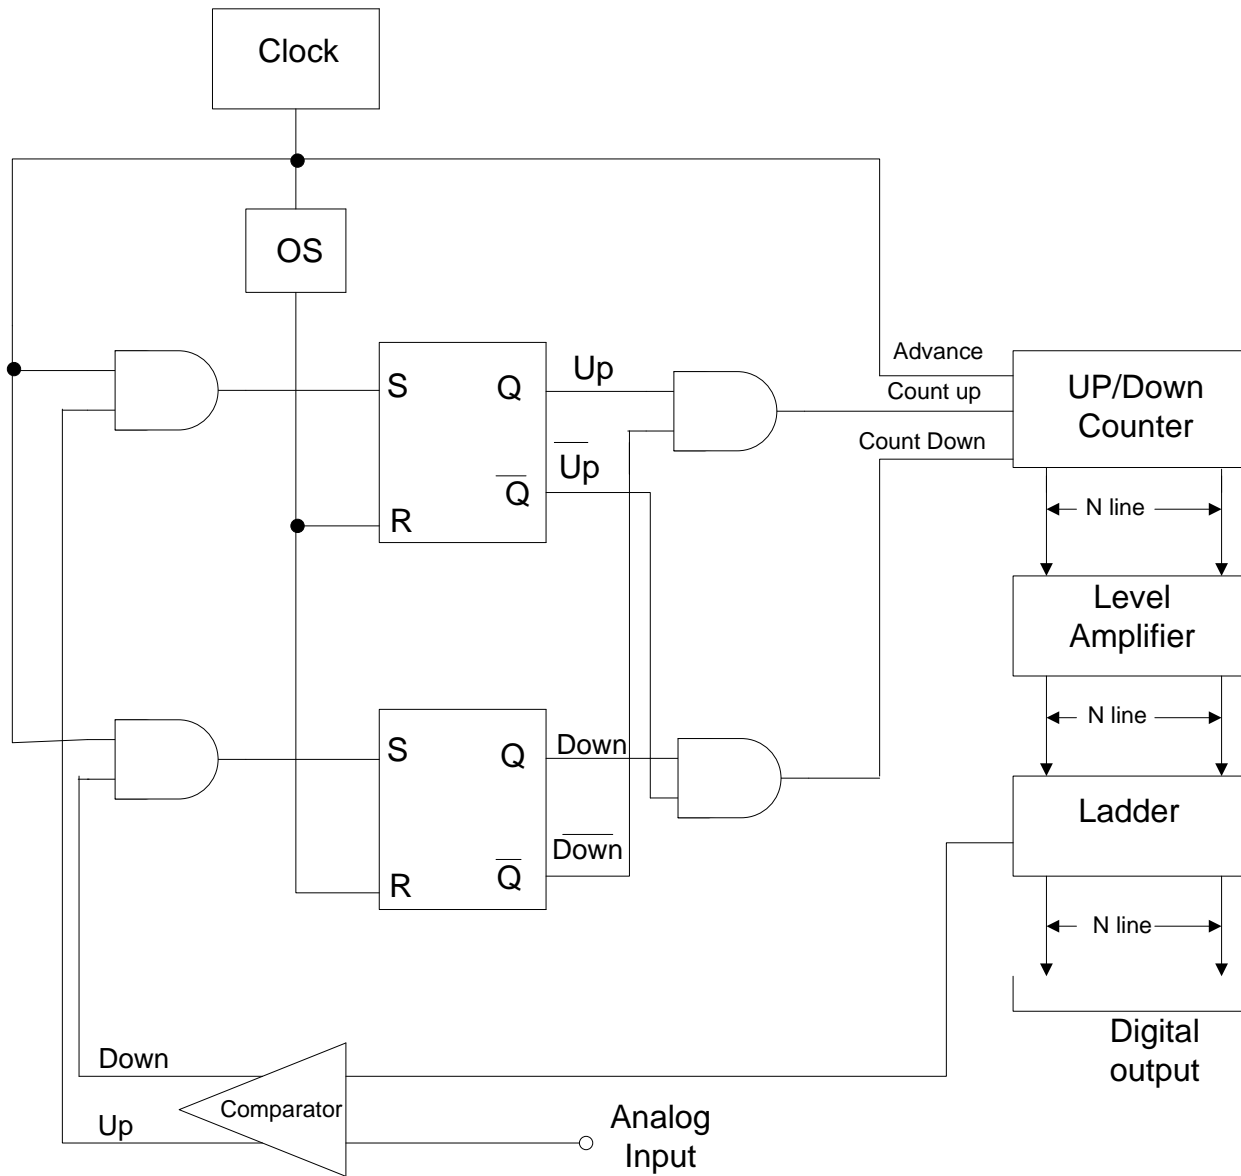 Clock
OS
S
Q
Up
Up
Q
R
Advance
Count up
Count Down
UP/Down
Counter
N line
Level
Amplifier
N line
S
Q
Down
Down
Q
R
Ladder
N line
Digital
output
Down
Comparator
Up
Analog
Input